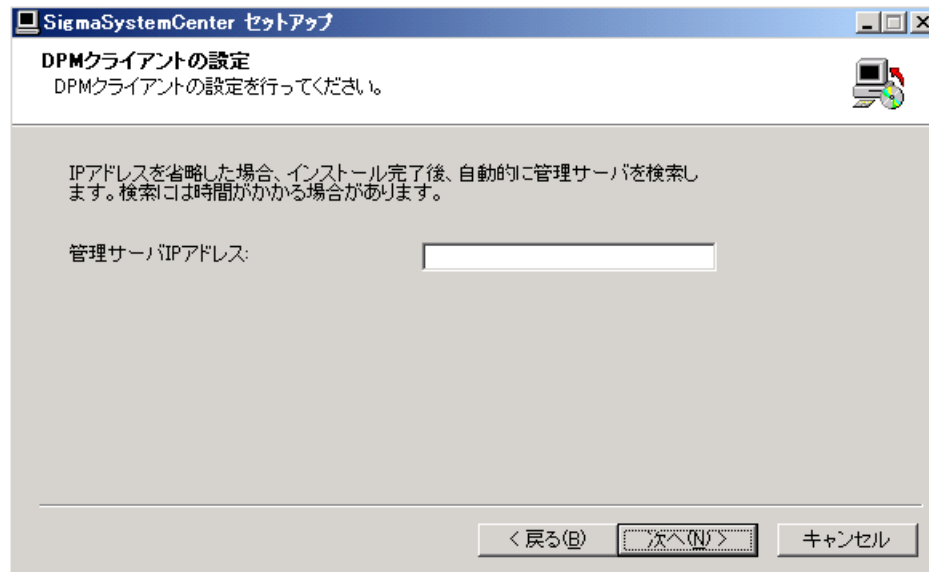 SigmaSystemCenter セットアップ
DPMクライアントの設定
DPMクライアントの設定を行ってください。
IPアドレスを省略した場合、インストール完了後、自動的に管理サーバを検索し
ます。検索には時間がかかる場合があります。
管理サーバIPアドレス:
< 戻る(B)
次へ(N) >
キャンセル